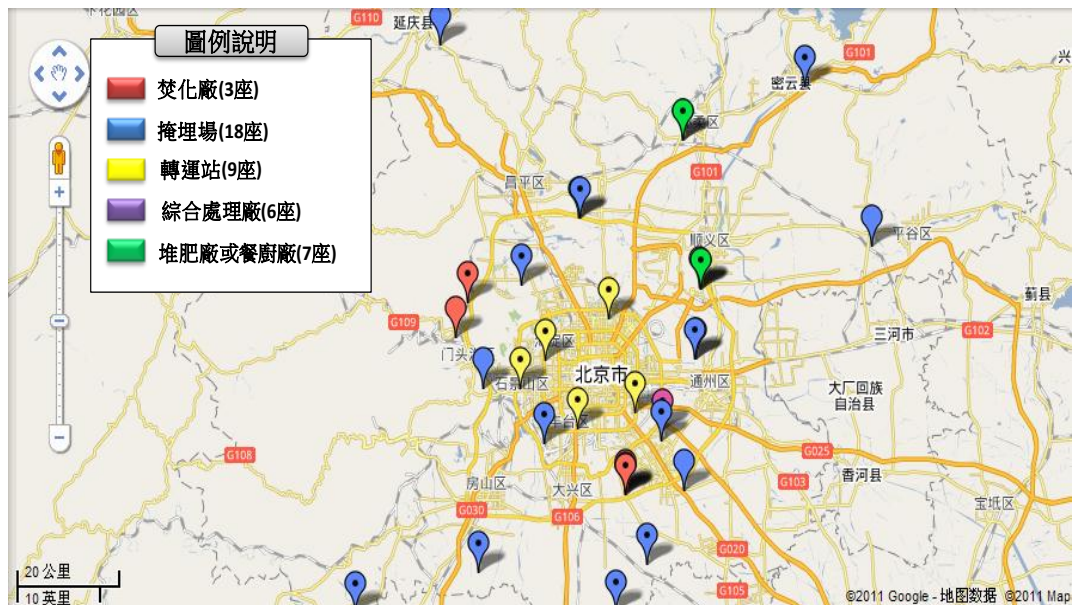 圖例說明
焚化廠(3座)
掩埋場(18座)
轉運站(9座)
綜合處理廠(6座)
堆肥廠或餐廚廠(7座)
G110
延庆县
G101
兴
密云县
G101
昌平区
顺义区
平谷区
蓟县
G109
三河市
G102
门头
石景山区
北京市
通州区
大厂回族
自治县
丰台区
G108
G025
香河县
房山区
大兴区
G103
宝坻区
G030
G106
G020
G105
20 公里
10 英里
©2011 Google - 地图数据 ©2011 Map